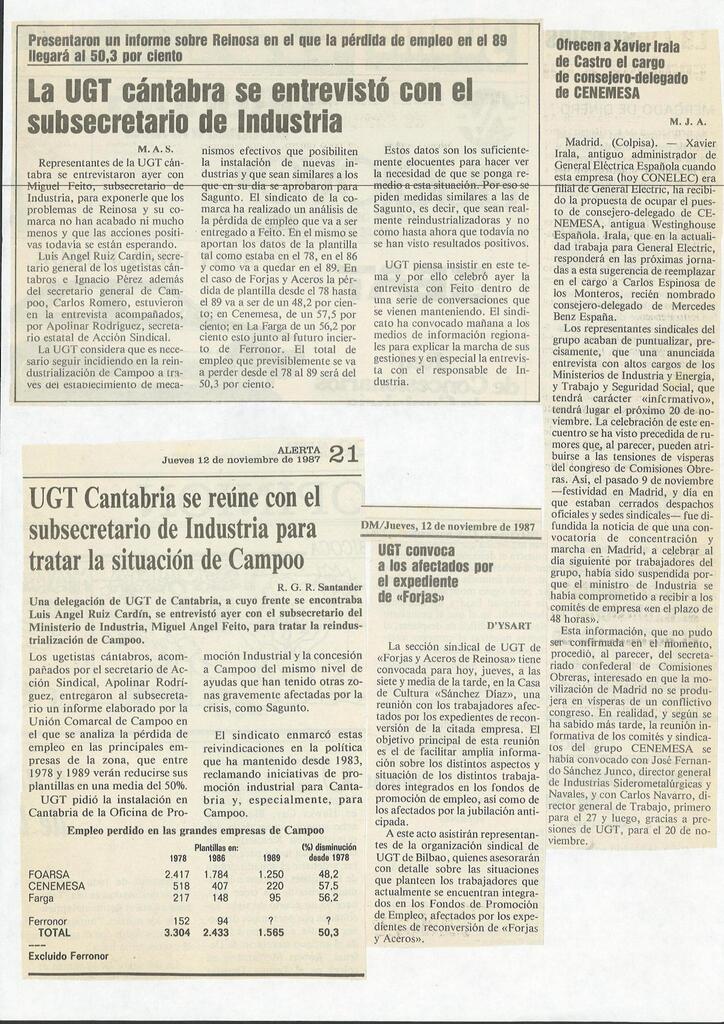 Presentaron un informe sobre Reinosa en el que la pérdida de empleo en el 89
llegará al 50,3 por ciento
La UGT cántabra se entrevistó con el
subsecretario de Industria
M. A. S.
Representantes de la UGT cán-
tabra se entrevistaron ayer con
Miguel Feito, subsecretario de
Industria, para exponerle que los
problemas de Reinosa y su co-
marca no han acabado ni mucho
menos y que las acciones positi-
vas todavía se están esperando.
Luis Angel Ruiz Cardín, secre-
tario general de los ugetistas cán-
tabros e Ignacio Pérez además
del secretario general de Cam-
poo, Carlos Romero, estuvieron
en la entrevista acompañados,
por Apolinar Rodríguez, secreta-
rio estatal de Acción Sindical.
La UGT considera que es nece-
sario seguir incidiendo en la rein-
dustrialización de Campoo a tra-
ves del establecimiento de meca-
nismos efectivos que posibiliten
la instalación de nuevas indus-
trias y que sean similares a los
que en su día se aprobaron para
Sagunto. El sindicato de la co-
marca ha realizado un análisis de
la pérdida de empleo que va a ser
entregado a Feito. En el mismo se
aportan los datos de la plantilla
tal como estaba en el 78, en el 86
y como va a quedar en el 89. En
el caso de Forjas y Aceros la pér-
dida de plantilla desde el 78 hasta
el 89 va a ser de un 48,2 por cien-
to; en Cenemesa, de un 57,5 por
ciento; en La Farga de un 56,2 por
ciento esto junto al futuro incier-
to de Ferronor. El total de
empleo que previsiblemente se va
a perder desde el 78 al 89 será del
50,3 por ciento.
Estos datos son los suficiente-
mente elocuentes para hacer ver
la necesidad de que se ponga re-
medio a esta situación. Por eso se
piden medidas similares a las de
Sagunto, es decir, que sean real-
mente reindustrializadoras y no
como hasta ahora que todavía no
se han visto resultados positivos.
UGT piensa insistir en este te-
ma y por ello celebró ayer la
entrevista con Feito dentro de
una serie de conversaciones que
se vienen manteniendo. El sindi-
cato ha convocado mañana a los
medios de información regiona-
les para explicar la marcha de sus
gestiones y en especial la entrevis-
ta con el responsable de In-
dustria.
Ofrecen a Xavier Irala
de Castro el cargo
de consejero-delegado
de CENEMESA
M. J. A.
Madrid. (Colpisa). — Xavier
Irala, antiguo administrador de
General Eléctrica Española cuando
esta empresa (hoy CONELEC) era
filial de General Electric, ha recibi-
do la propuesta de ocupar el pues-
to de consejero-delegado de CE-
NEMESA, antigua Westinghouse
Española. Irala, que en la actuali-
dad trabaja para General Electric,
responderá en las próximas jorna-
das a esta sugerencia de reemplazar
en el cargo a Carlos Espinosa de
los Monteros, recién nombrado
consejero-delegado de Mercedes
Benz España.
Los representantes sindicales del
grupo acaban de puntualizar, pre-
cisamente, que una anunciada
entrevista con altos cargos de los
Ministerios de Industria y Energía,
y Trabajo y Seguridad Social, que
tendrá carácter «informativo»,
tendrá lugar el próximo 20 de no-
viembre. La celebración de este en-
cuentro se ha visto precedida de ru-
mores que, al parecer, pueden atri-
buirse a las tensiones de vísperas
del congreso de Comisiones Obre-
ras. Así, el pasado 9 de noviembre
—festividad en Madrid, y día en
que estaban cerrados despachos
oficiales y sedes sindicales— fue di-
fundida la noticia de que una con-
vocatoria de concentración y
marcha en Madrid, a celebrar al
día siguiente por trabajadores del
grupo, había sido suspendida por-
que el ministro de Industria se
había comprometido a recibir a los
comités de empresa «en el plazo de
48 horas».
Esta información, que no pudo
ser confirmada en el momento,
procedió, al parecer, del secretaria-
do confederal de Comisiones
Obreras, interesado en que la mo-
vilización de Madrid no se produ-
jera en vísperas de un conflictivo
congreso. En realidad, y según se
ha sabido más tarde, la reunión in-
formativa de los comités y sindica-
tos del grupo CENEMESA se
había convocado con José Fernan-
do Sánchez Junco, director general
de Industrias Siderometalúrgicas y
Navales, y con Carlos Navarro, di-
rector general de Trabajo, primero
para el 27 y luego, gracias a pre-
siones de UGT, para el 20 de no-
viembre.
ALERTA
Jueves 12 de noviembre de 1987 21
UGT Cantabria se reúne con el
subsecretario de Industria para
tratar la situación de Campoo
R. G. R. Santander
Una delegación de UGT de Cantabria, a cuyo frente se encontraba
Luis Angel Ruiz Cardín, se entrevistó ayer con el subsecretario del
Ministerio de Industria, Miguel Angel Feito, para tratar la reindus-
trialización de Campoo.
Los ugetistas cántabros, acom-
pañados por el secretario de Ac-
ción Sindical, Apolinar Rodrí-
guez, entregaron al subsecreta-
rio un informe elaborado por la
Unión Comarcal de Campoo en
el que se analiza la pérdida de
empleo en las principales empre-
sas de la zona, que entre
1978 y 1989 verán reducirse sus
plantillas en una media del 50%.
UGT pidió la instalación en
Cantabria de la Oficina de Pro-
moción Industrial y la concesión
a Campoo del mismo nivel de
ayudas que han tenido otras zo-
nas gravemente afectadas por la
crisis, como Sagunto.
El sindicato enmarcó estas
reivindicaciones en la política
que ha mantenido desde 1983,
reclamando iniciativas de pro-
moción industrial para Canta-
bria y, especialmente, para
Campoo.
Empleo perdido en las grandes empresas de Campoo
Plantillas en: (%) disminución
1978 1986 1989 desde 1978
FOARSA 2.417 1.784 1.250 48,2
CENEMESA 518 407 220 57,5
Farga 217 148 95 56,2
Ferronor 152 94 ? ?
TOTAL 3.304 2.433 1.565 50,3
----
Excluido Ferronor
DM/Jueves, 12 de noviembre de 1987
UGT convoca
a los afectados por
el expediente
de «Forjas»
D'YSART
La sección sindical de UGT de
«Forjas y Aceros de Reinosa» tiene
convocada para hoy, jueves, a las
siete y media de la tarde, en la Casa
de Cultura «Sánchez Díaz», una
reunión con los trabajadores afec-
tados por los expedientes de recon-
versión de la citada empresa. El
objetivo principal de esta reunión
es el de facilitar amplia informa-
ción sobre los distintos aspectos y
situación de los distintos trabaja-
dores integrados en los fondos de
promoción de empleo, así como de
los afectados por la jubilación anti-
cipada.
A este acto asistirán representan-
tes de la organización sindical de
UGT de Bilbao, quienes asesorarán
con detalle sobre las situaciones
que planteen los trabajadores que
actualmente se encuentran integra-
dos en los Fondos de Promoción
de Empleo, afectados por los expe-
dientes de reconversión de «Forjas
y Aceros».